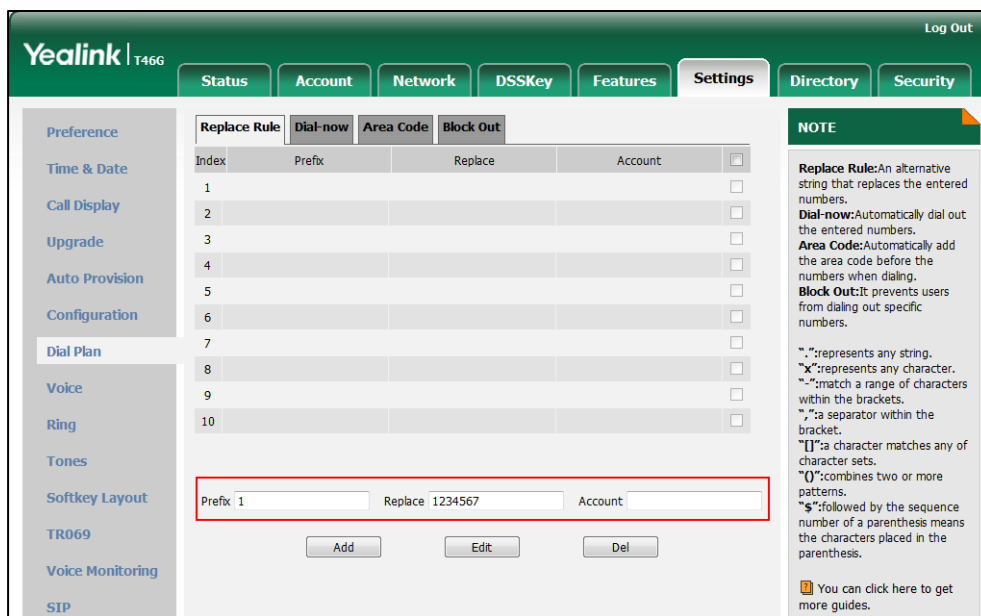 Log Out
Yealink T46G
Status Account Network DSSKey Features Settings Directory Security
Preference
Time & Date
Call Display
Upgrade
Auto Provision
Configuration
Dial Plan
Voice
Ring
Tones
Softkey Layout
TR069
Voice Monitoring
SIP
Replace Rule Dial-now Area Code Block Out
Index Prefix Replace Account
1
2
3
4
5
6
7
8
9
10
Prefix 1 Replace 1234567 Account
Add Edit Del
NOTE
Replace Rule:An alternative
string that replaces the entered
numbers.
Dial-now:Automatically dial out
the entered numbers.
Area Code:Automatically add
the area code before the
numbers when dialing.
Block Out:It prevents users
from dialing out specific
numbers.
".":represents any string.
"x":represents any character.
"-":match a range of characters
within the brackets.
",":a separator within the
bracket.
"[]":a character matches any of
character sets.
"()":combines two or more
patterns.
"$":followed by the sequence
number of a parenthesis means
the characters placed in the
parenthesis.
You can click here to get
more guides.